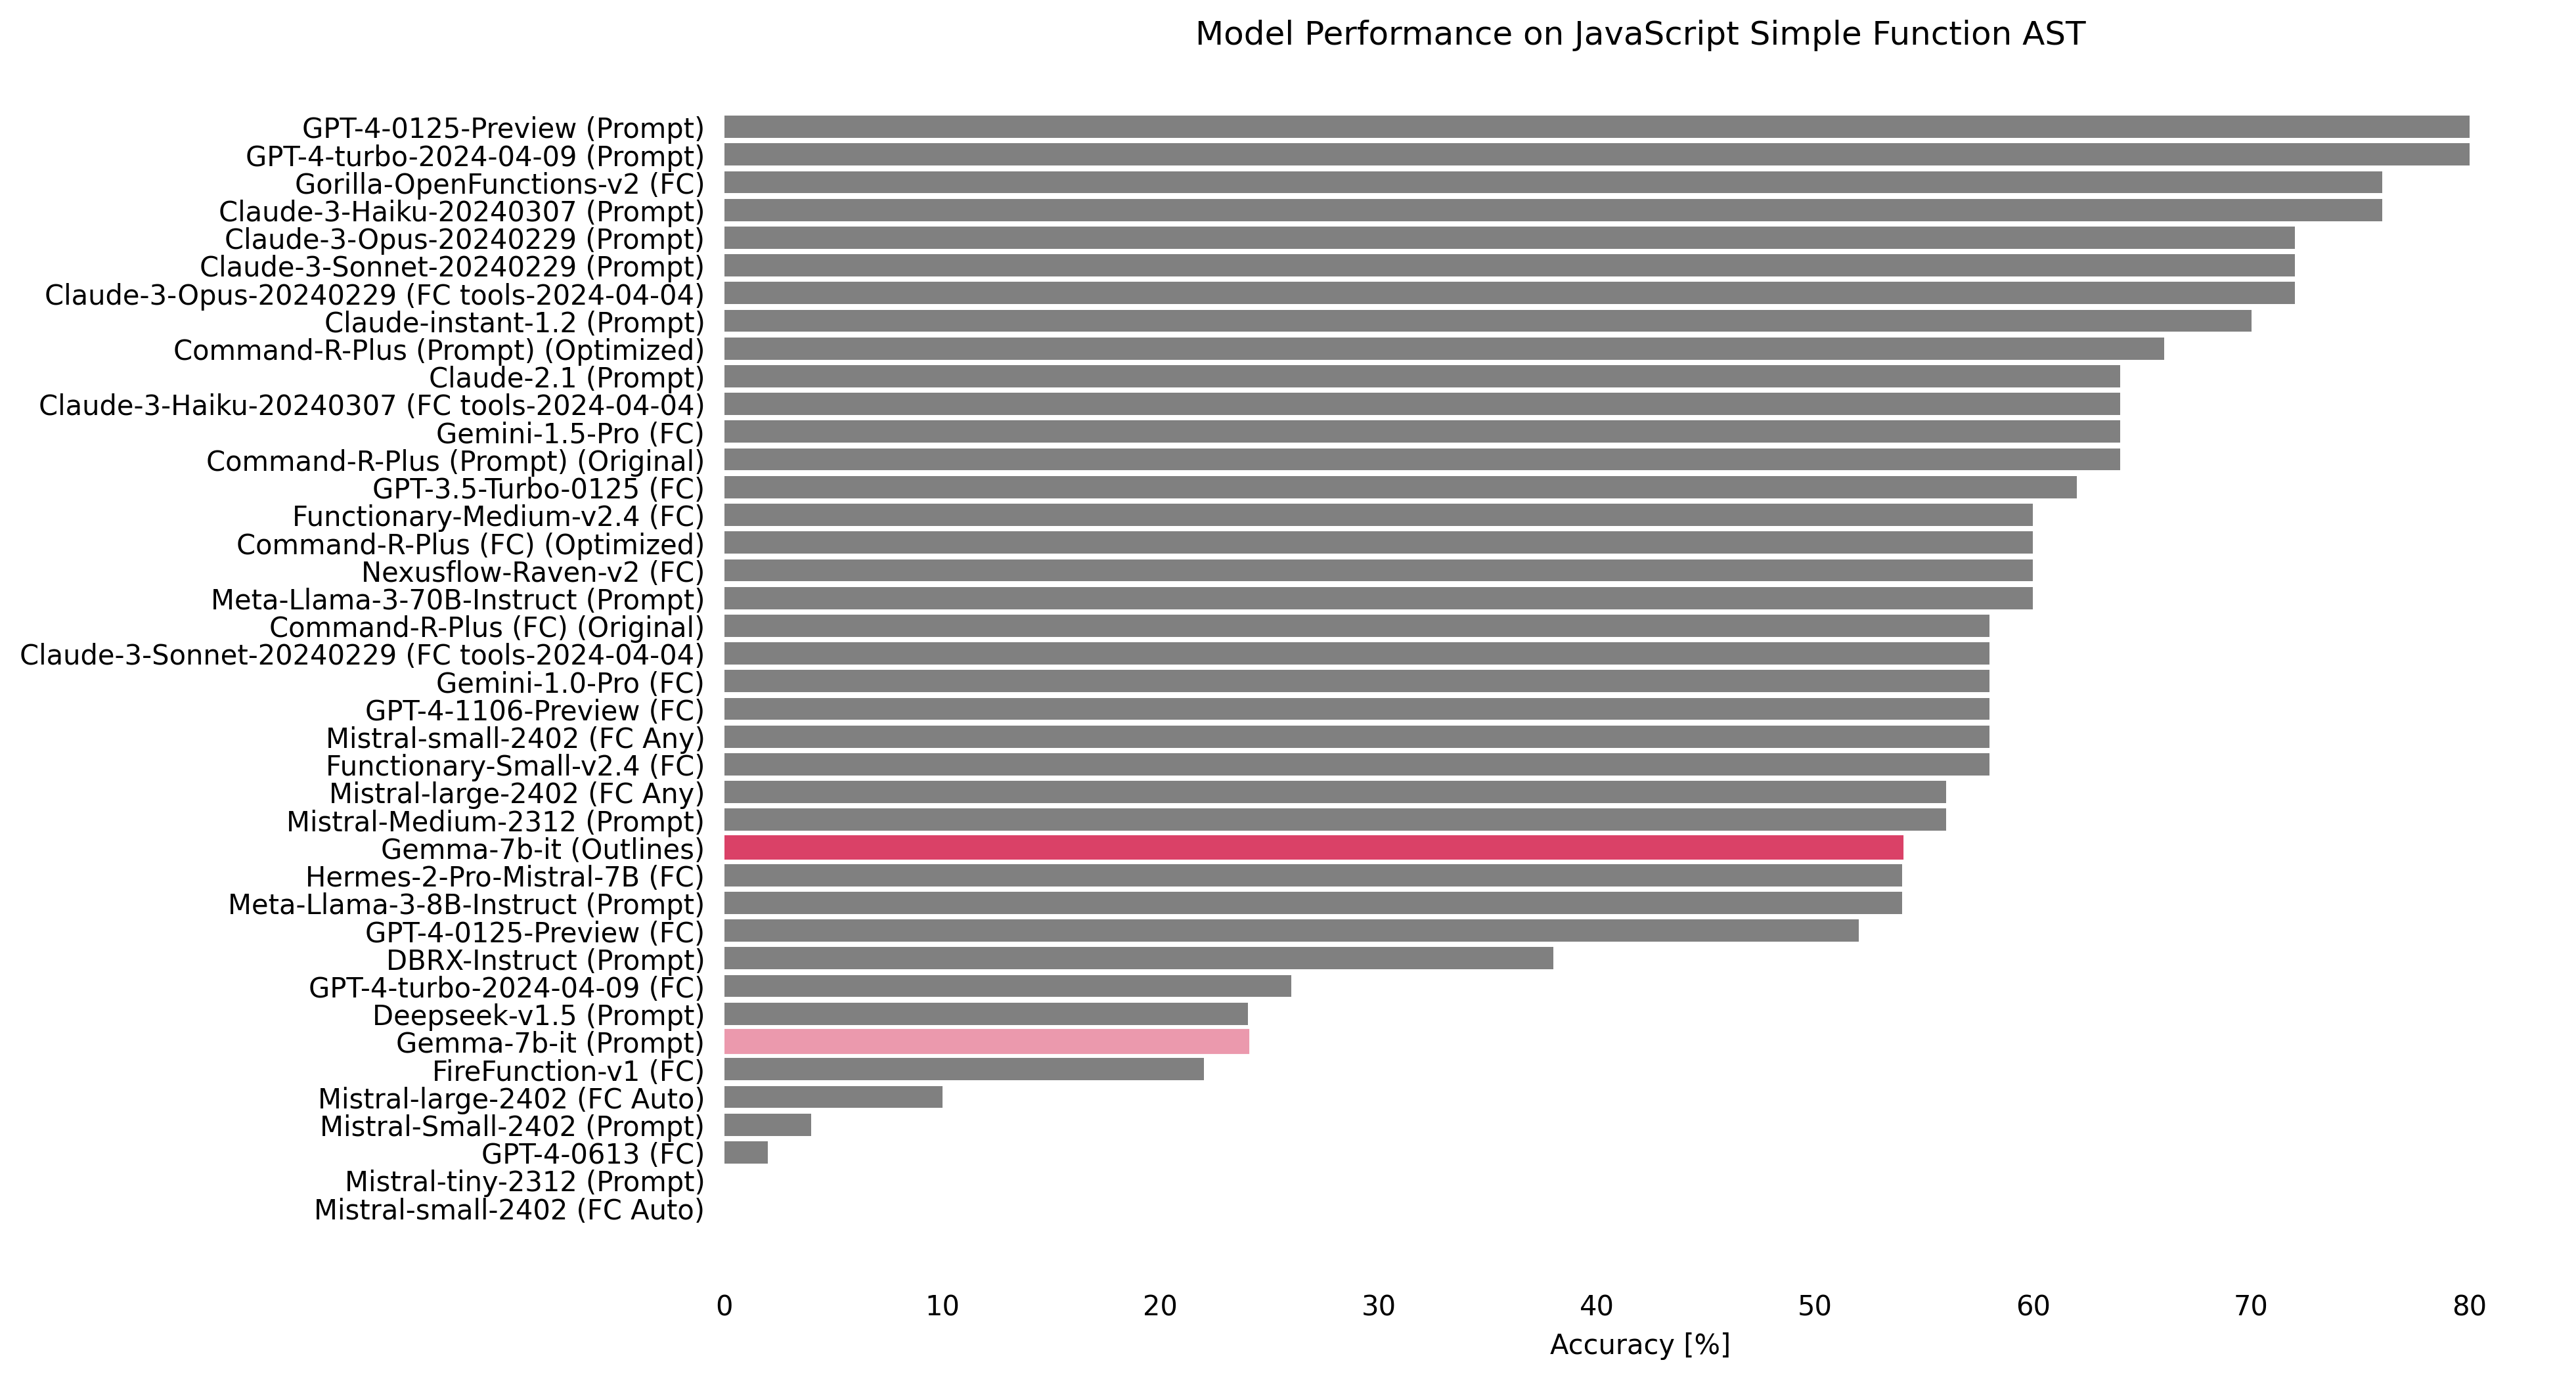 Model Performance on JavaScript Simple Function AST
GPT-4-0125-Preview (Prompt)
GPT-4-turbo-2024-04-09 (Prompt)
Gorilla-OpenFunctions-v2 (FC)
Claude-3-Haiku-20240307 (Prompt)
Claude-3-Opus-20240229 (Prompt)
Claude-3-Sonnet-20240229 (Prompt)
Claude-3-Opus-20240229 (FC tools-2024-04-04)
Claude-instant-1.2 (Prompt)
Command-R-Plus (Prompt) (Optimized)
Claude-2.1 (Prompt)
Claude-3-Haiku-20240307 (FC tools-2024-04-04)
Gemini-1.5-Pro (FC)
Command-R-Plus (Prompt) (Original)
GPT-3.5-Turbo-0125 (FC)
Functionary-Medium-v2.4 (FC)
Command-R-Plus (FC) (Optimized)
Nexusflow-Raven-v2 (FC)
Meta-Llama-3-70B-Instruct (Prompt)
Command-R-Plus (FC) (Original)
Claude-3-Sonnet-20240229 (FC tools-2024-04-04)
Gemini-1.0-Pro (FC)
GPT-4-1106-Preview (FC)
Mistral-small-2402 (FC Any)
Functionary-Small-v2.4 (FC)
Mistral-large-2402 (FC Any)
Mistral-Medium-2312 (Prompt)
Gemma-7b-it (Outlines)
Hermes-2-Pro-Mistral-7B (FC)
Meta-Llama-3-8B-Instruct (Prompt)
GPT-4-0125-Preview (FC)
DBRX-Instruct (Prompt)
GPT-4-turbo-2024-04-09 (FC)
Deepseek-v1.5 (Prompt)
Gemma-7b-it (Prompt)
FireFunction-v1 (FC)
Mistral-large-2402 (FC Auto)
Mistral-Small-2402 (Prompt)
GPT-4-0613 (FC)
Mistral-tiny-2312 (Prompt)
Mistral-small-2402 (FC Auto)
0 10 20 30 40 50 60 70 80
Accuracy [%]